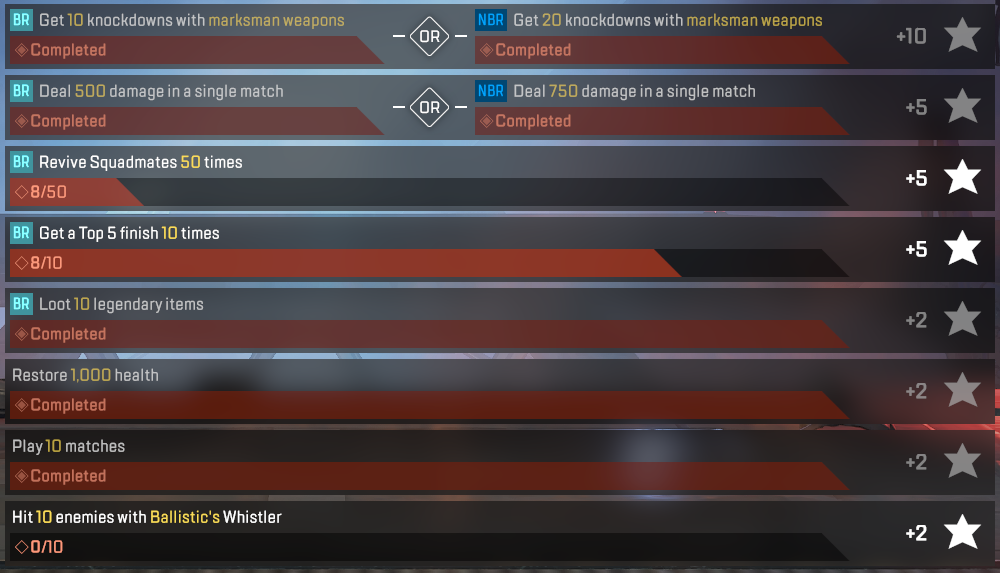 BR Get 10 knockdowns with marksman weapons OR NBR Get 20 knockdowns with marksman weapons +10
Completed Completed
BR Deal 500 damage in a single match OR NBR Deal 750 damage in a single match +5
Completed Completed
BR Revive Squadmates 50 times +5
8/50
BR Get a Top 5 finish 10 times +5
8/10
BR Loot 10 legendary items +2
Completed
Restore 1,000 health +2
Completed
Play 10 matches +2
Completed
Hit 10 enemies with Ballistic's Whistler +2
0/10